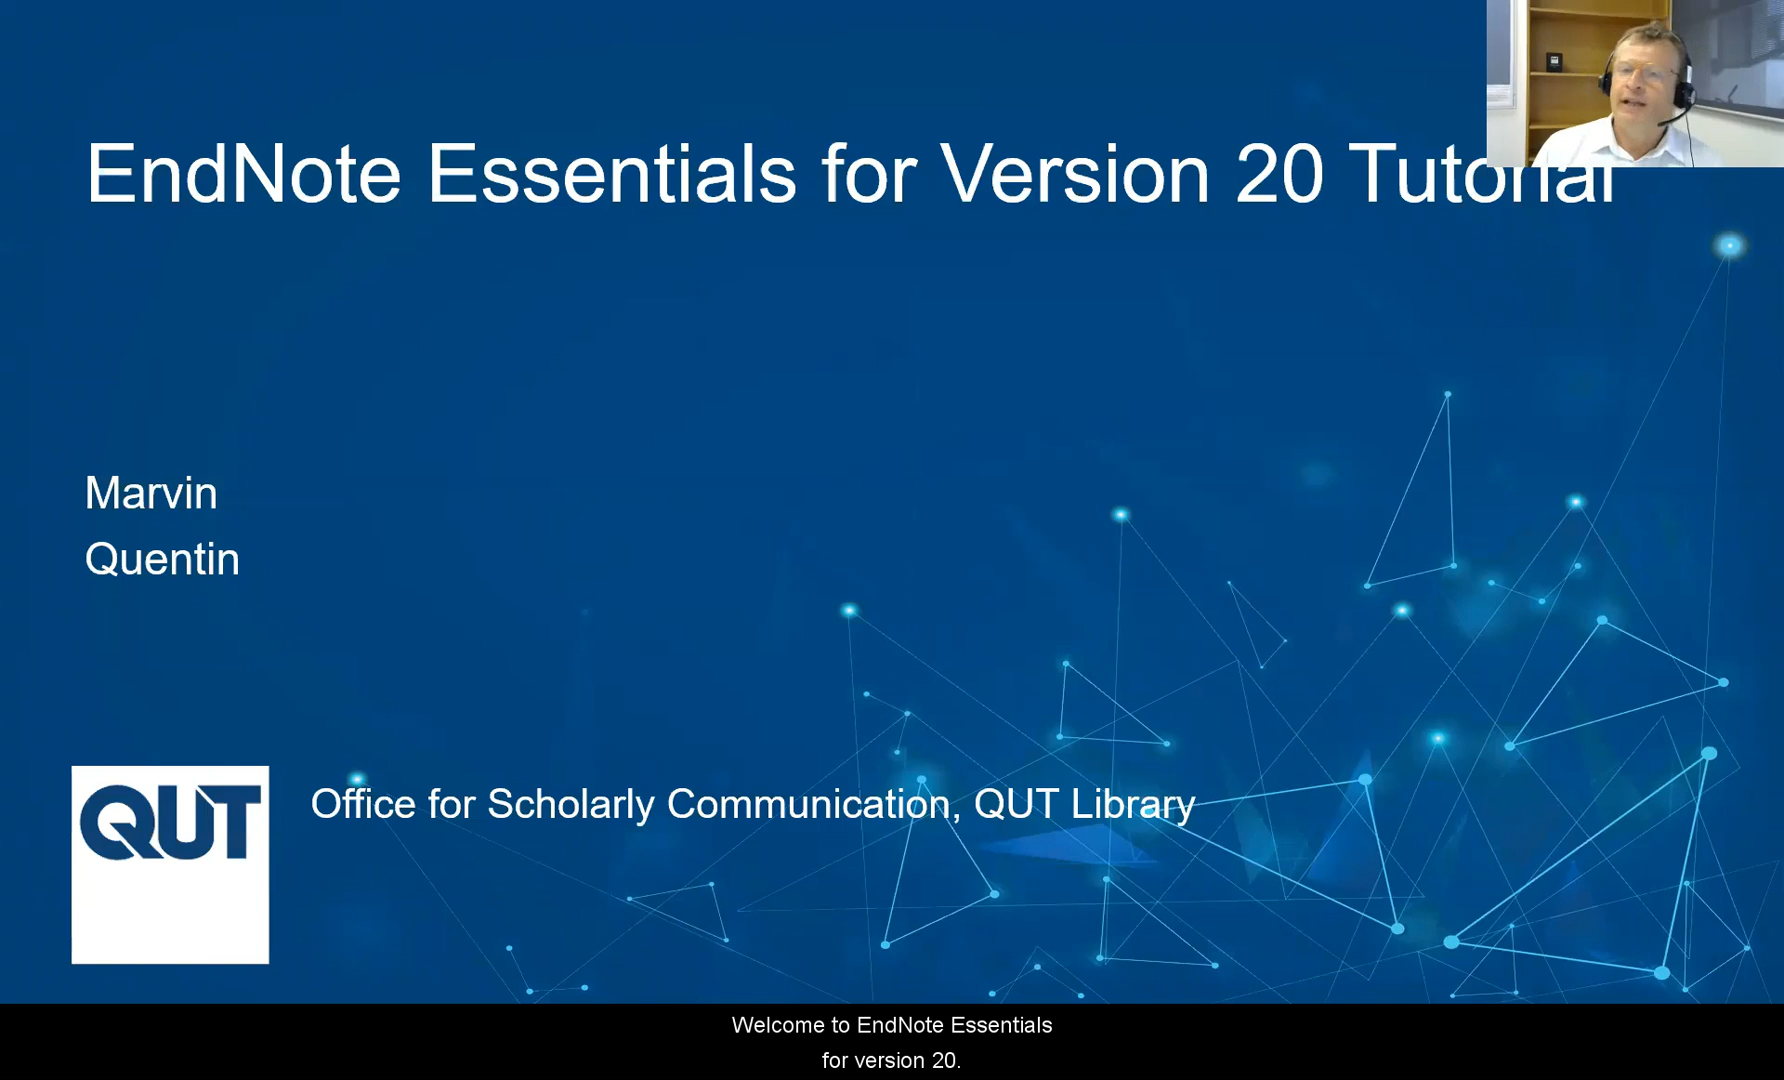 EndNote Essentials for Version 20 Tutorial
Marvin
Quentin
QUT
Office for Scholarly Communication, QUT Library
Welcome to EndNote Essentials
for version 20.